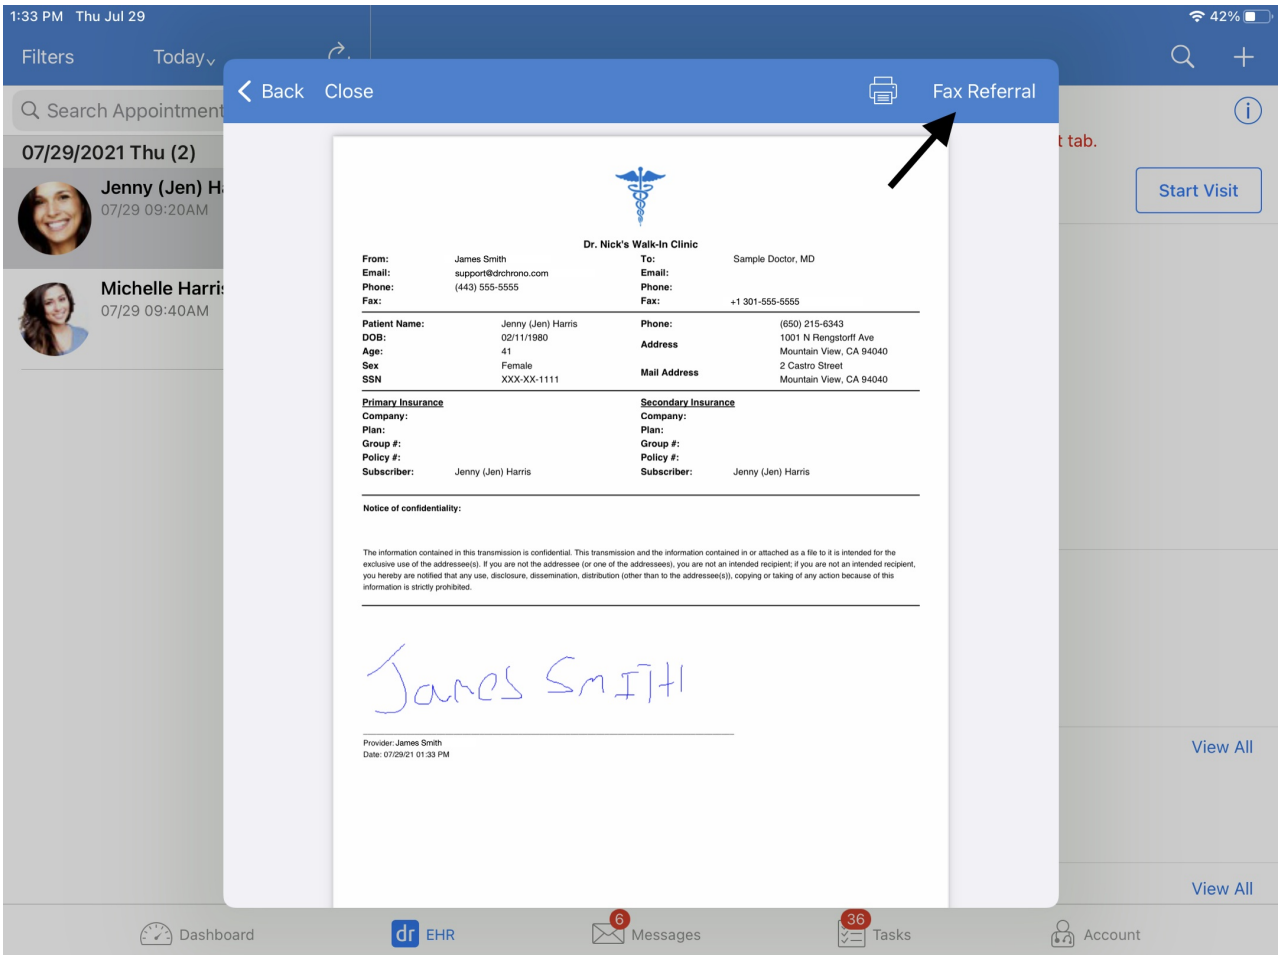 1:33 PM Thu Jul 29
42%
Filters Today
Back Close Fax Referral
Search Appointment
t tab.
07/29/2021 Thu (2)
Jenny (Jen) Ha
07/29 09:20AM
Start Visit
Michelle Harris
07/29 09:40AM
Dr. Nick's Walk-In Clinic
From: James Smith To: Sample Doctor, MD
Email: support@drchrono.com Email:
Phone: (443) 555-5555 Phone:
Fax: Fax: +1 301-555-5555
Patient Name: Jenny (Jen) Harris Phone: (650) 215-6343
DOB: 02/11/1980 Address 1001 N Rengstorff Ave
Age: 41 Mountain View, CA 94040
Sex Female Mail Address 2 Castro Street
SSN XXX-XX-1111 Mountain View, CA 94040
Primary Insurance Secondary Insurance
Company: Company:
Plan: Plan:
Group #: Group #:
Policy #: Policy #:
Subscriber: Jenny (Jen) Harris Subscriber: Jenny (Jen) Harris
Notice of confidentiality:
The information contained in this transmission is confidential. This transmission and the information contained in or attached as a file to it is intended for the
exclusive use of the addressee(s). If you are not the addressee (or one of the addressees), you are not an intended recipient; if you are not an intended recipient,
you hereby are notified that any use, disclosure, dissemination, distribution (other than to the addressee(s)), copying or taking of any action because of this
information is strictly prohibited.
James SmITH
Provider: James Smith
Date: 07/29/21 01:33 PM
View All
View All
Dashboard dr EHR 6 Messages 36 Tasks Account